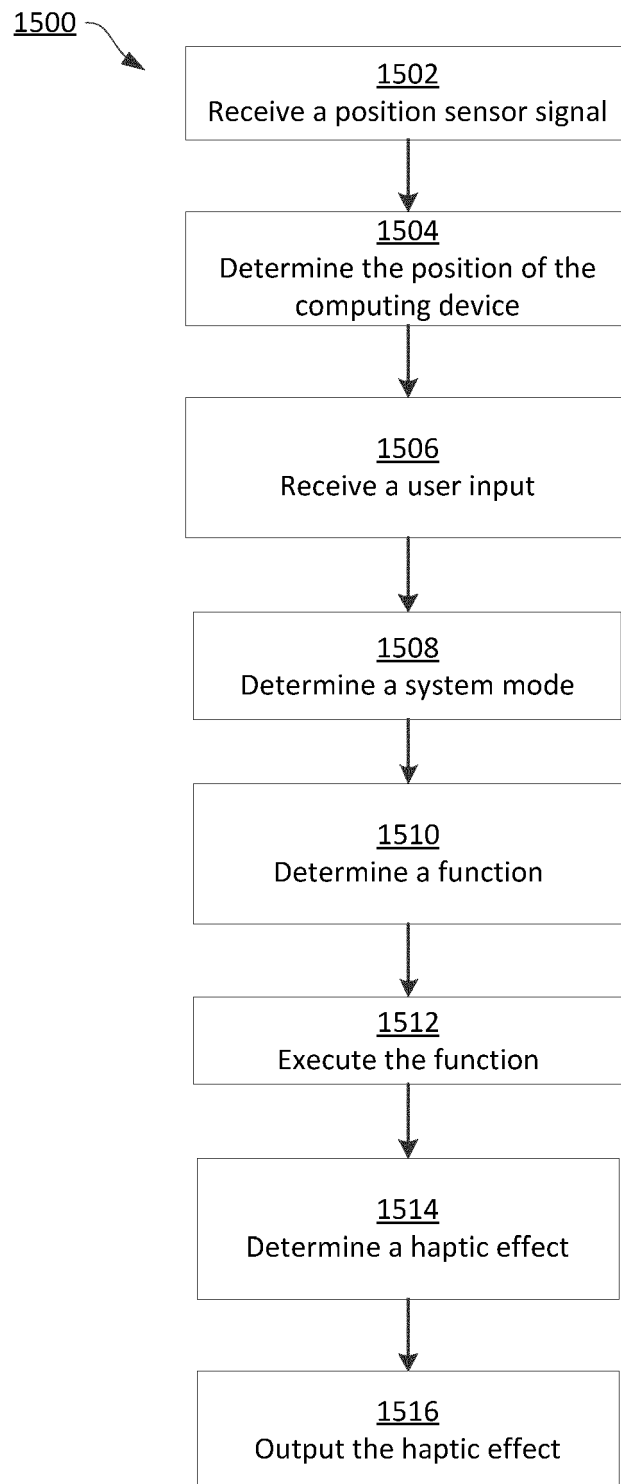 1500
1502
Receive a position sensor signal
1504
Determine the position of the
computing device
1506
Receive a user input
1508
Determine a system mode
1510
Determine a function
1512
Execute the function
1514
Determine a haptic effect
1516
Output the haptic effect